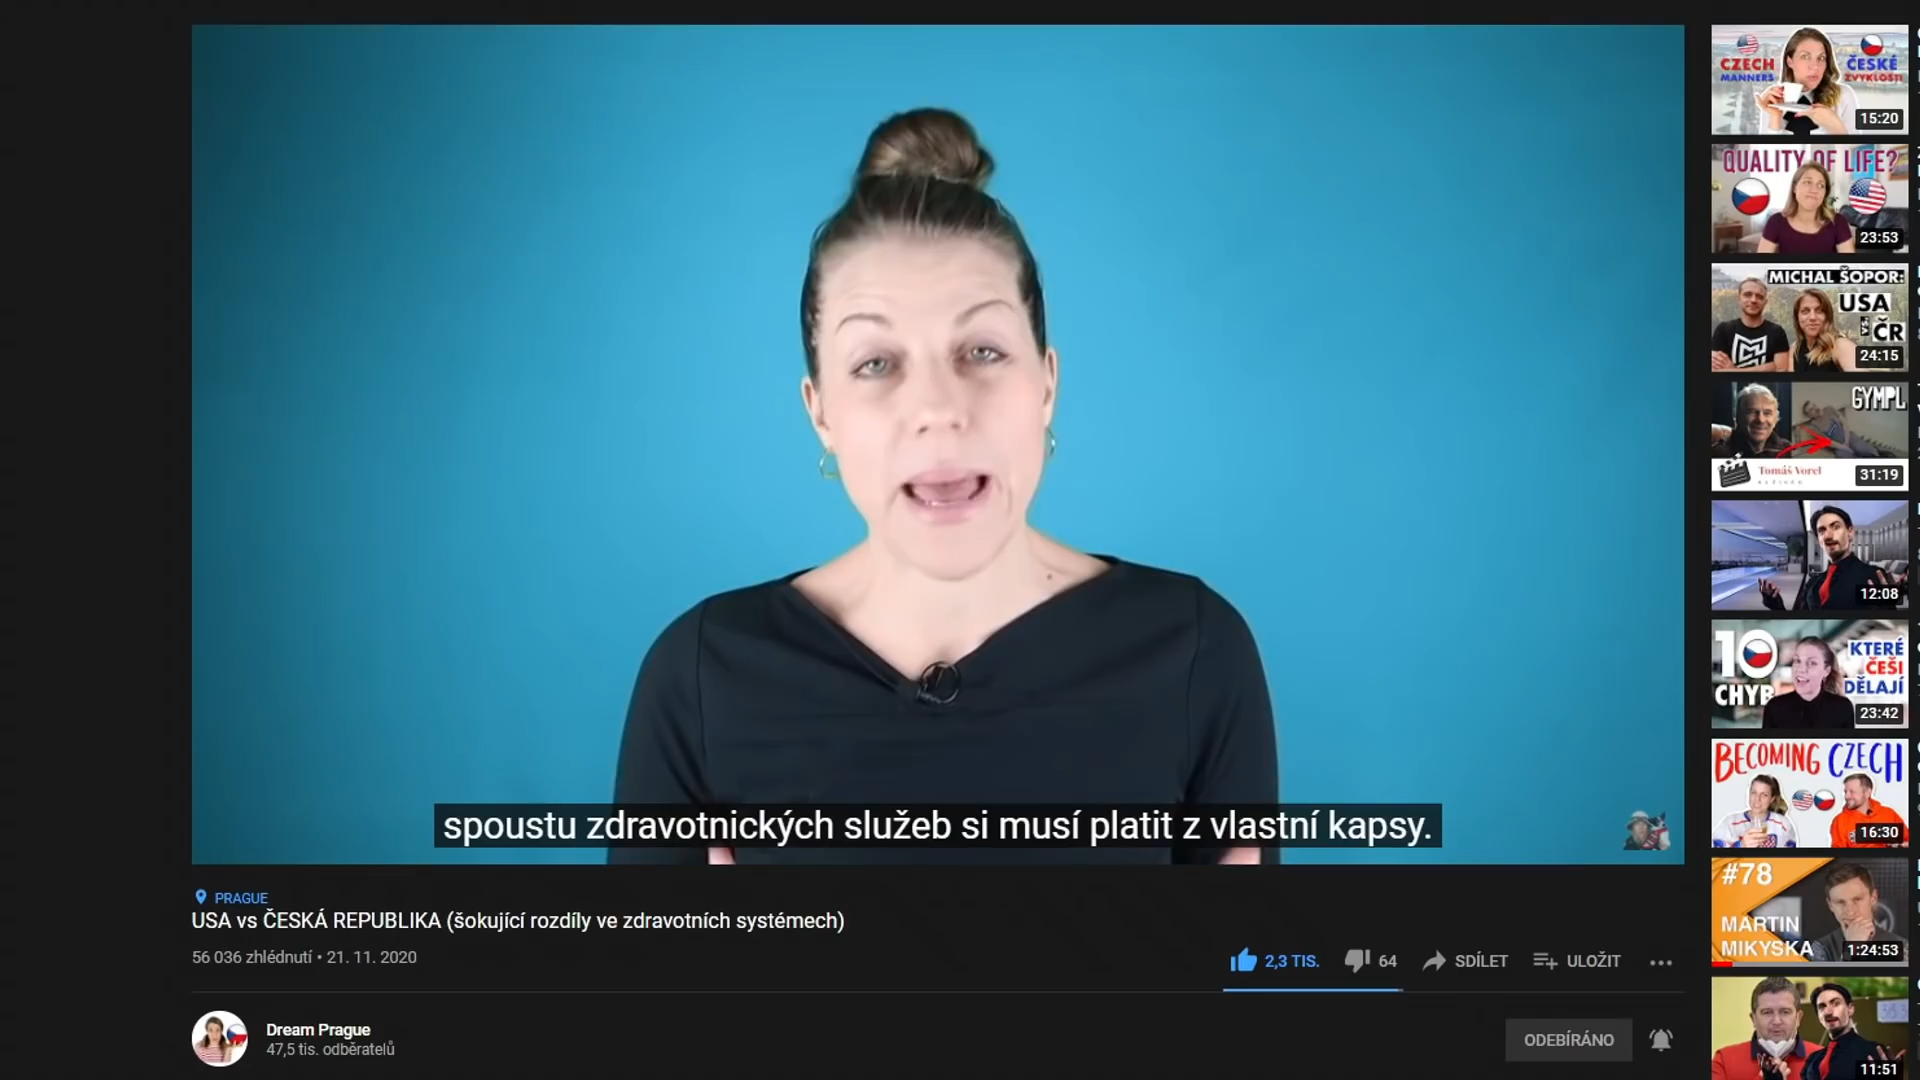 spoustu zdravotnických služeb si musí platit z vlastní kapsy.
PRAGUE
USA vs ČESKÁ REPUBLIKA (šokující rozdíly ve zdravotních systémech)
56 036 zhlédnutí • 21. 11. 2020
2,3 TIS.
64
SDÍLET
ULOŽIT
Dream Prague
47,5 tis. odběratelů
ODEBÍRÁNO
CZECH
MANNERS
ČESKÉ
ZVYKLOSTI
15:20
QUALITY OF LIFE?
23:53
MICHAL ŠOPOR:
USA
vs.
ČR
24:15
GYMPL
Tomáš Vorel
31:19
12:08
10
CHYB
KTERÉ
ČEŠI
DĚLAJÍ
23:42
BECOMING CZECH
16:30
#78
MARTIN
MIKYSKA
1:24:53
11:51